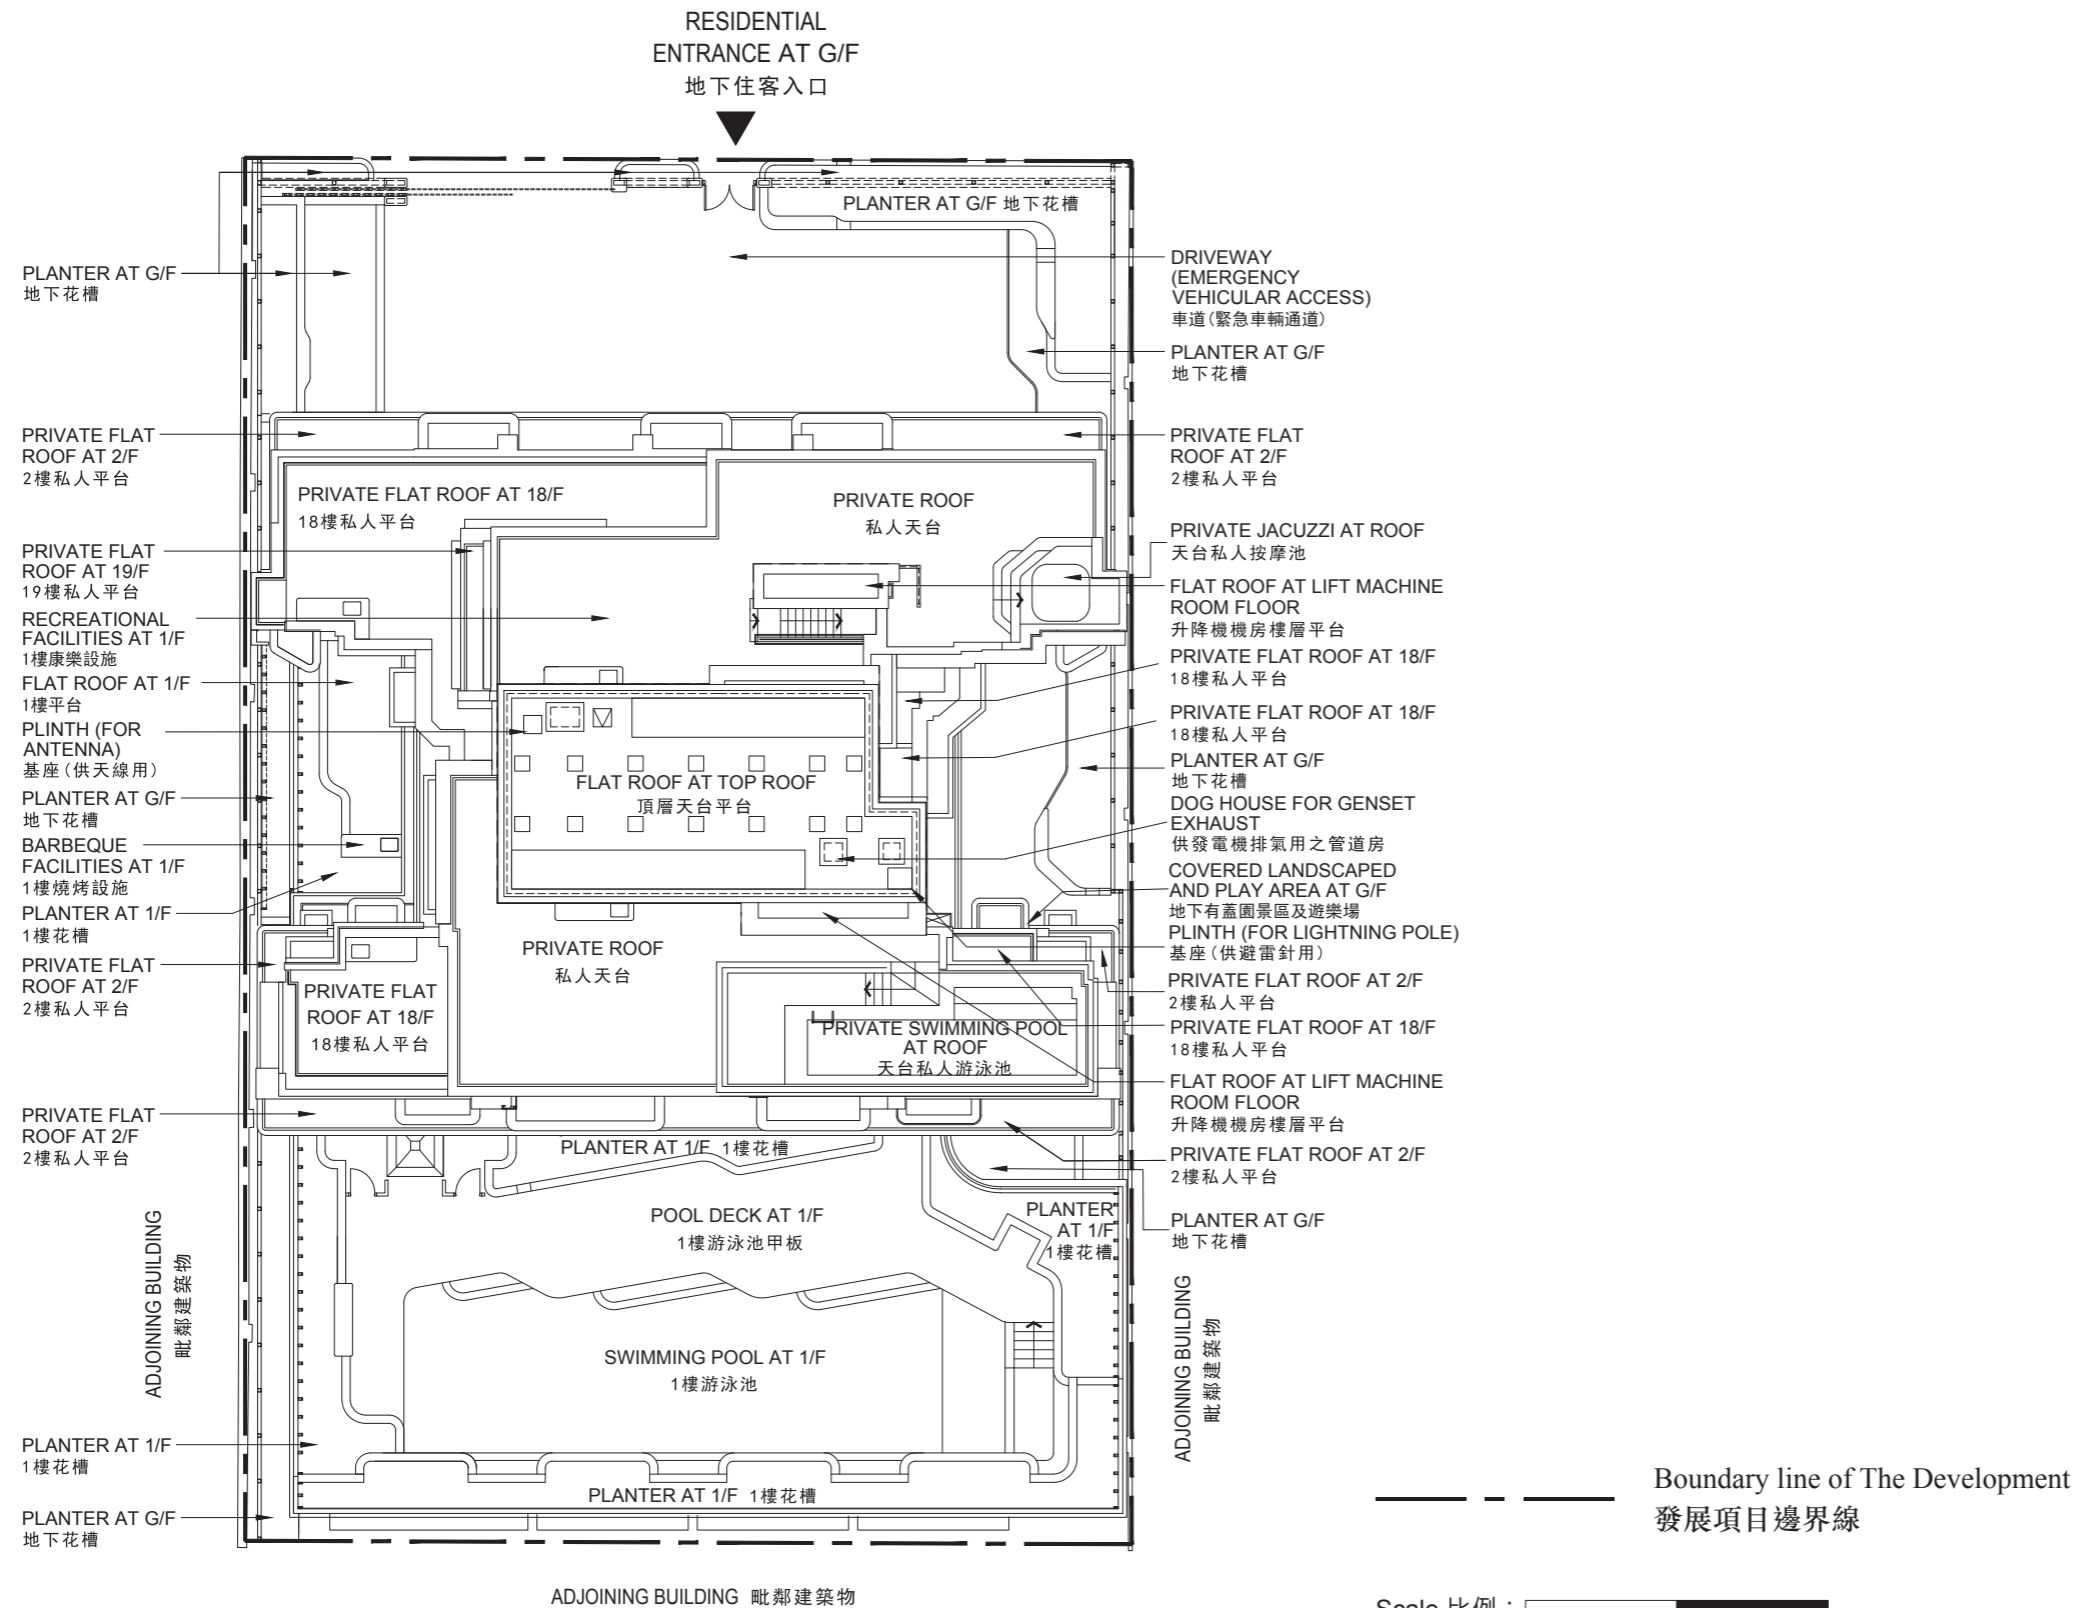 RESIDENTIAL
ENTRANCE AT G/F
地下住客入口
PLANTER AT G/F 地下花槽
PLANTER AT G/F
地下花槽
PRIVATE FLAT
ROOF AT 2/F
2樓私人平台
PRIVATE FLAT
ROOF AT 19/F
19樓私人平台
RECREATIONAL
FACILITIES AT 1/F
1樓康樂設施
FLAT ROOF AT 1/F
1樓平台
PLINTH (FOR
ANTENNA)
基座(供天線用)
PLANTER AT G/F
地下花槽
BARBEQUE
FACILITIES AT 1/F
1樓燒烤設施
PLANTER AT 1/F
1樓花槽
PRIVATE FLAT
ROOF AT 2/F
2樓私人平台
PRIVATE FLAT
ROOF AT 2/F
2樓私人平台
ADJOINING BUILDING
毗鄰建築物
PLANTER AT 1/F
1樓花槽
PLANTER AT G/F
地下花槽
PRIVATE FLAT ROOF AT 18/F
18樓私人平台
PRIVATE ROOF
私人天台
FLAT ROOF AT TOP ROOF
頂層天台平台
PRIVATE ROOF
私人天台
PRIVATE FLAT
ROOF AT 18/F
18樓私人平台
PRIVATE SWIMMING POOL
AT ROOF
天台私人游泳池
PLANTER AT 1/F 1樓花槽
POOL DECK AT 1/F
1樓游泳池甲板
PLANTER
AT 1/F
1樓花槽
SWIMMING POOL AT 1/F
1樓游泳池
PLANTER AT 1/F 1樓花槽
DRIVEWAY
(EMERGENCY
VEHICULAR ACCESS)
車道(緊急車輛通道)
PLANTER AT G/F
地下花槽
PRIVATE FLAT
ROOF AT 2/F
2樓私人平台
PRIVATE JACUZZI AT ROOF
天台私人按摩池
FLAT ROOF AT LIFT MACHINE
ROOM FLOOR
升降機機房樓層平台
PRIVATE FLAT ROOF AT 18/F
18樓私人平台
PRIVATE FLAT ROOF AT 18/F
18樓私人平台
PLANTER AT G/F
地下花槽
DOG HOUSE FOR GENSET
EXHAUST
供發電機排氣用之管道房
COVERED LANDSCAPED
AND PLAY AREA AT G/F
地下有蓋園景區及遊樂場
PLINTH (FOR LIGHTNING POLE)
基座(供避雷針用)
PRIVATE FLAT ROOF AT 2/F
2樓私人平台
PRIVATE FLAT ROOF AT 18/F
18樓私人平台
FLAT ROOF AT LIFT MACHINE
ROOM FLOOR
升降機機房樓層平台
PRIVATE FLAT ROOF AT 2/F
2樓私人平台
PLANTER AT G/F
地下花槽
ADJOINING BUILDING
毗鄰建築物
ADJOINING BUILDING 毗鄰建築物
Boundary line of The Development
發展項目邊界線
Scale 比例：